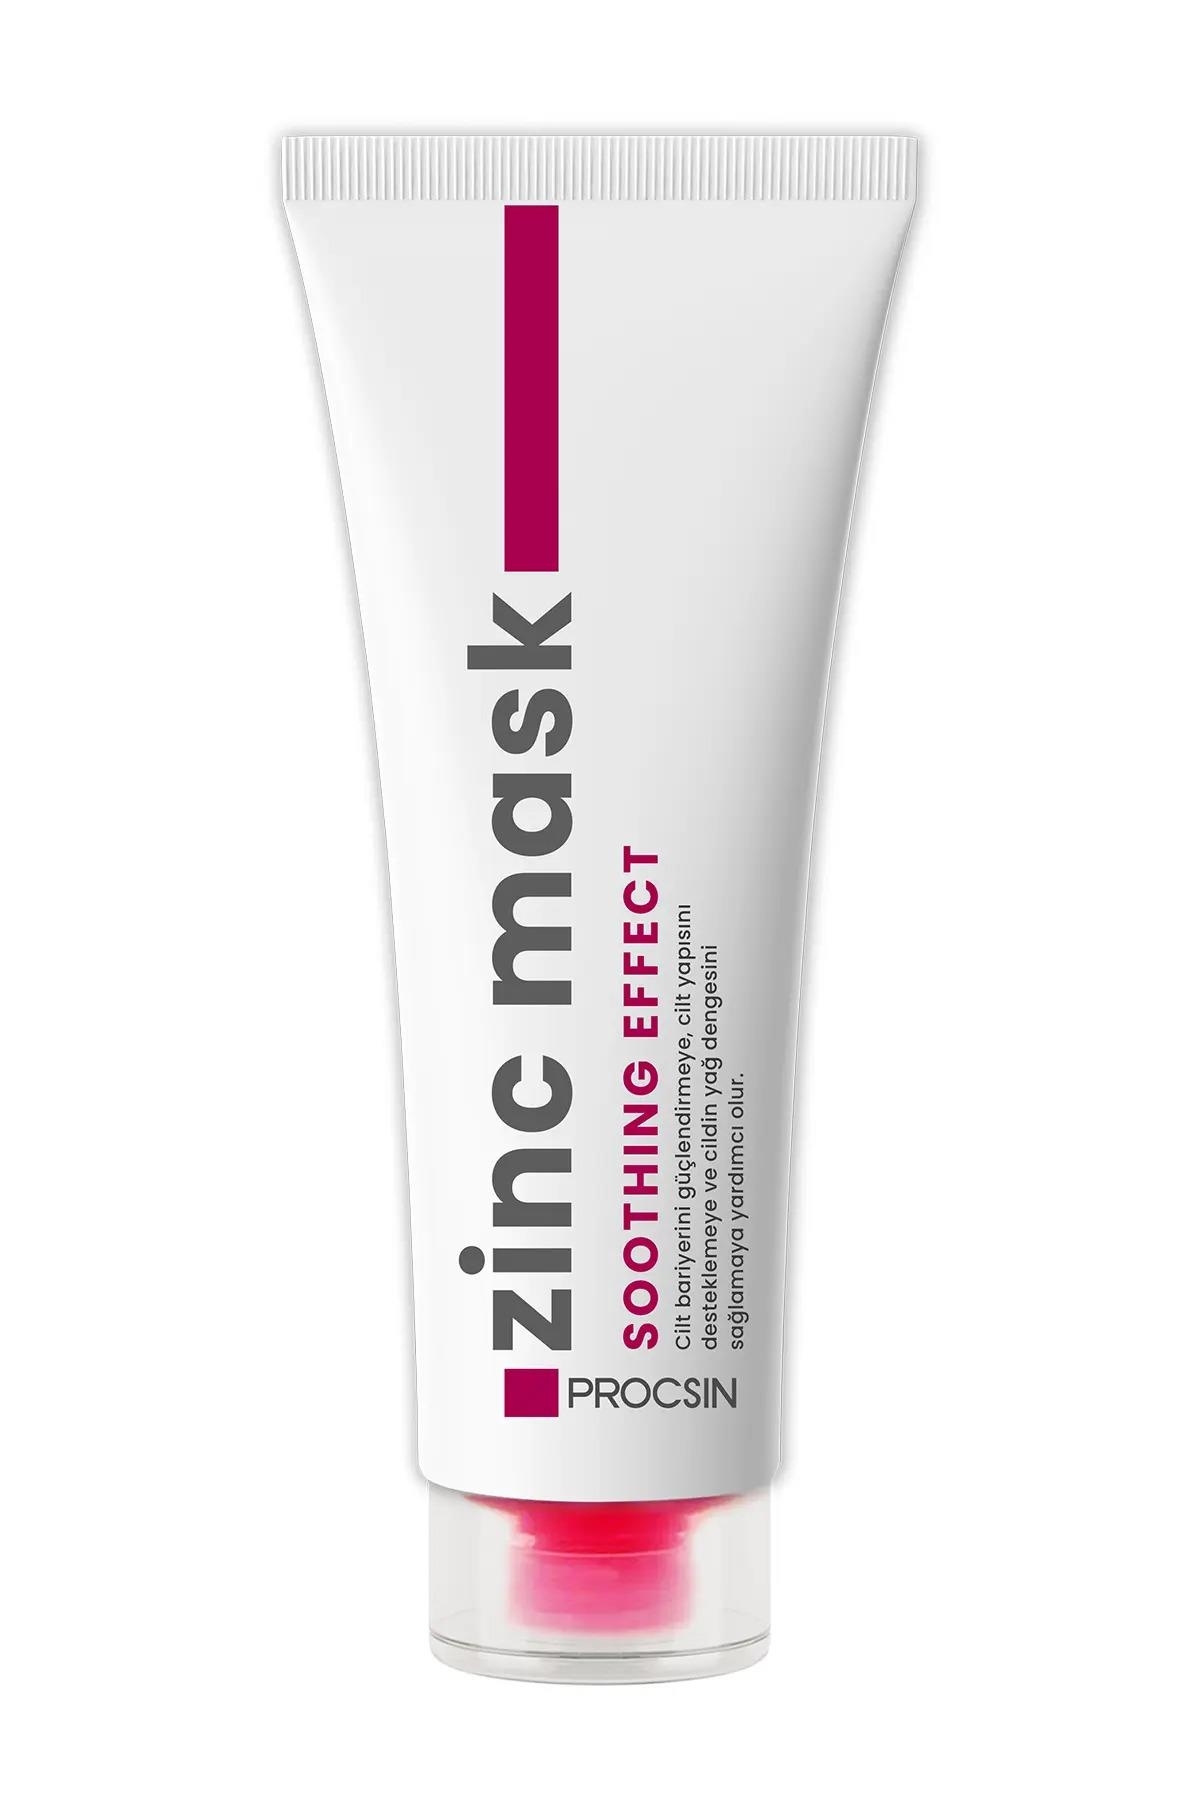 zinc mask
SOOTHING EFFECT
Cilt bariyerini güçlendirmeye, cilt yapısını
desteklemeye ve cildin yağ dengesini
sağlamaya yardımcı olur.
PROCSIN